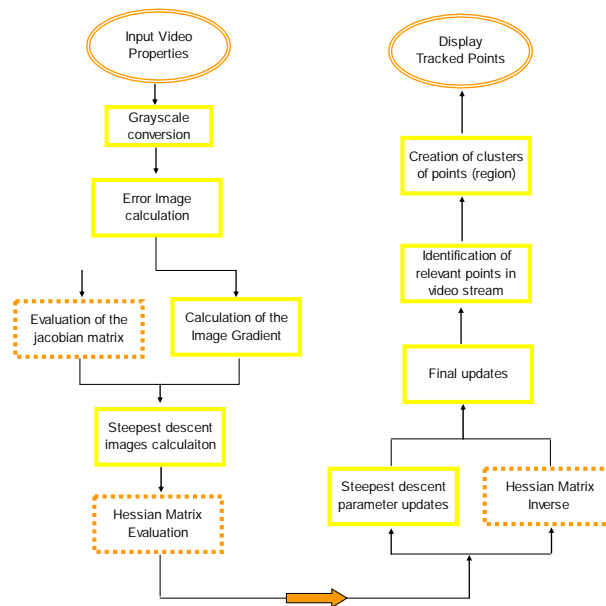 Input Video
Properties
Grayscale
conversion
Error Image
calculation
Evaluation of the
jacobian matrix
Calculation of the
Image Gradient
Steepest descent
images calculaiton
Hessian Matrix
Evaluation
Display
Tracked Points
Creation of clusters
of points (region)
Identification of
relevant points in
video stream
Final updates
Steepest descent
parameter updates
Hessian Matrix
Inverse